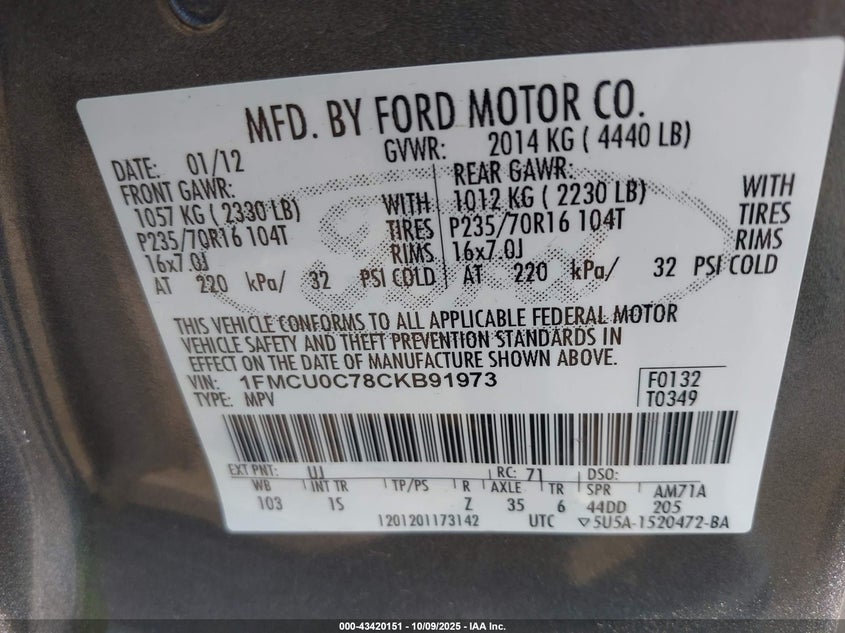 MFD. BY FORD MOTOR CO.
DATE: 01/12 GVWR: 2014 KG ( 4440 LB)
FRONT GAWR: REAR GAWR:
1057 KG ( 2330 LB) WITH 1012 KG ( 2230 LB) WITH
P235/70R16 104T TIRES P235/70R16 104T TIRES
16x7.0J RIMS 16x7.0J RIMS
AT 220 kPa/ 32 PSI COLD AT 220 kPa/ 32 PSI COLD
THIS VEHICLE CONFORMS TO ALL APPLICABLE FEDERAL MOTOR
VEHICLE SAFETY AND THEFT PREVENTION STANDARDS IN
EFFECT ON THE DATE OF MANUFACTURE SHOWN ABOVE.
VIN: 1FMCU0C78CKB91973 F0132
TYPE: MPV T0349
EXT PNT: UJ RC: 71 DSO:
WB INT TR TP/PS R AXLE TR SPR AM71A
103 1S Z 35 6 44DD 205
1201201173142 UTC ▽5U5A-1520472-BA
000-43420151 - 10/09/2025 - IAA Inc.